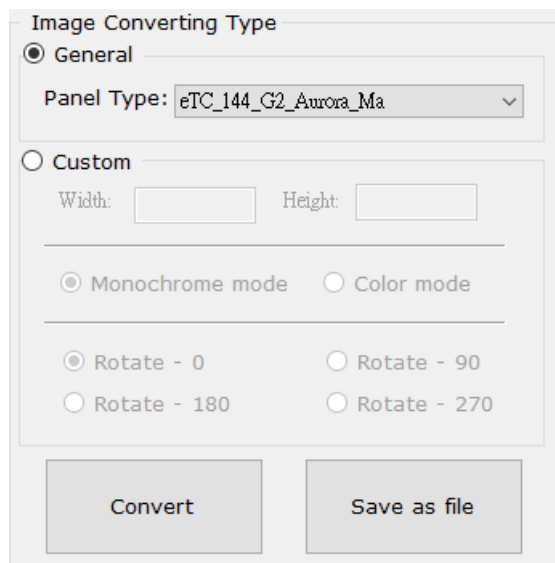 Image Converting Type
General
Panel Type: eTC_144_G2_Aurora_Ma
Custom
Width: Height:
Monochrome mode Color mode
Rotate - 0 Rotate - 90
Rotate - 180 Rotate - 270
Convert Save as file